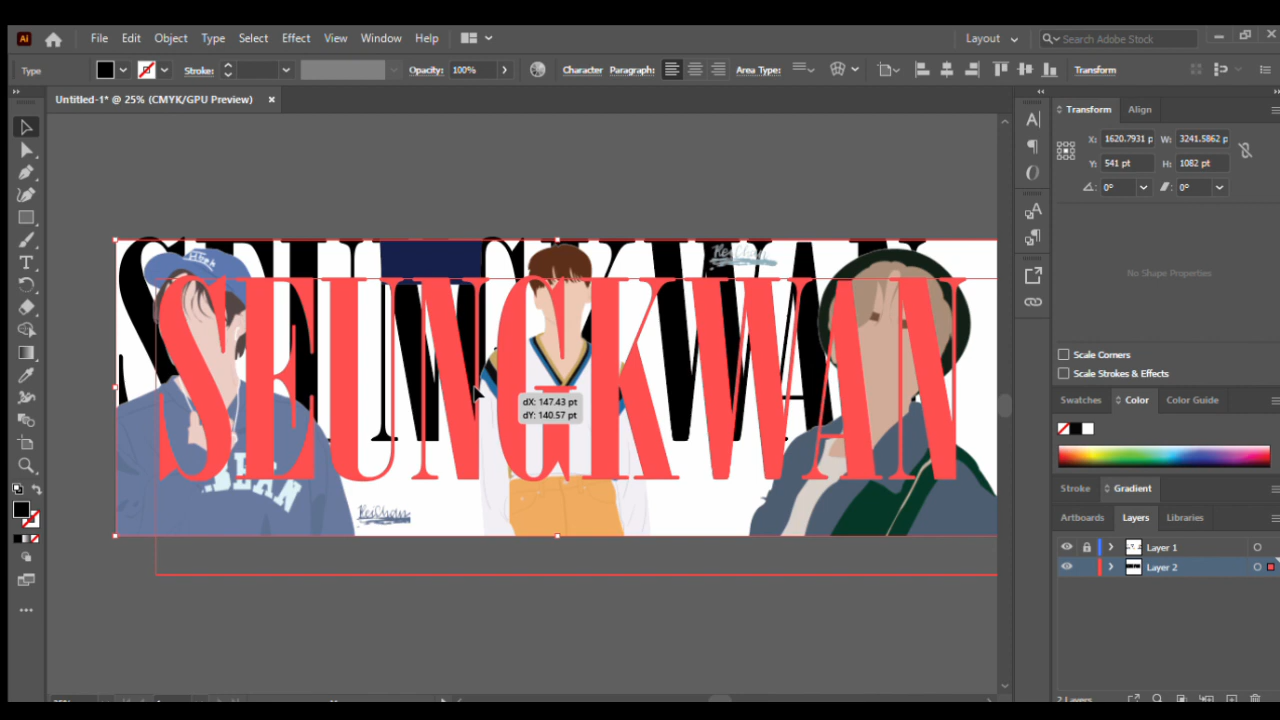 Ai File Edit Object Type Select Effect View Window Help Layout Search Adobe Stock
Type Stroke: Opacity: 100% Character Paragraph: Area Type: Transform
Untitled-1* @ 25% (CMYK/GPU Preview) ×
Transform Align
X: 1620.7931 p W: 3241.5862 p
Y: 541 pt H: 1082 pt
0° 0°
No Shape Properties
Scale Corners
Scale Strokes & Effects
Swatches Color Color Guide
Stroke Gradient
Artboards Layers Libraries
Layer 1
Layer 2
2 Layers
SEUNGKWAN
SEUNGKWAN
dX: 147.43 pt
dY: 140.57 pt
ReiChan
ReiChan